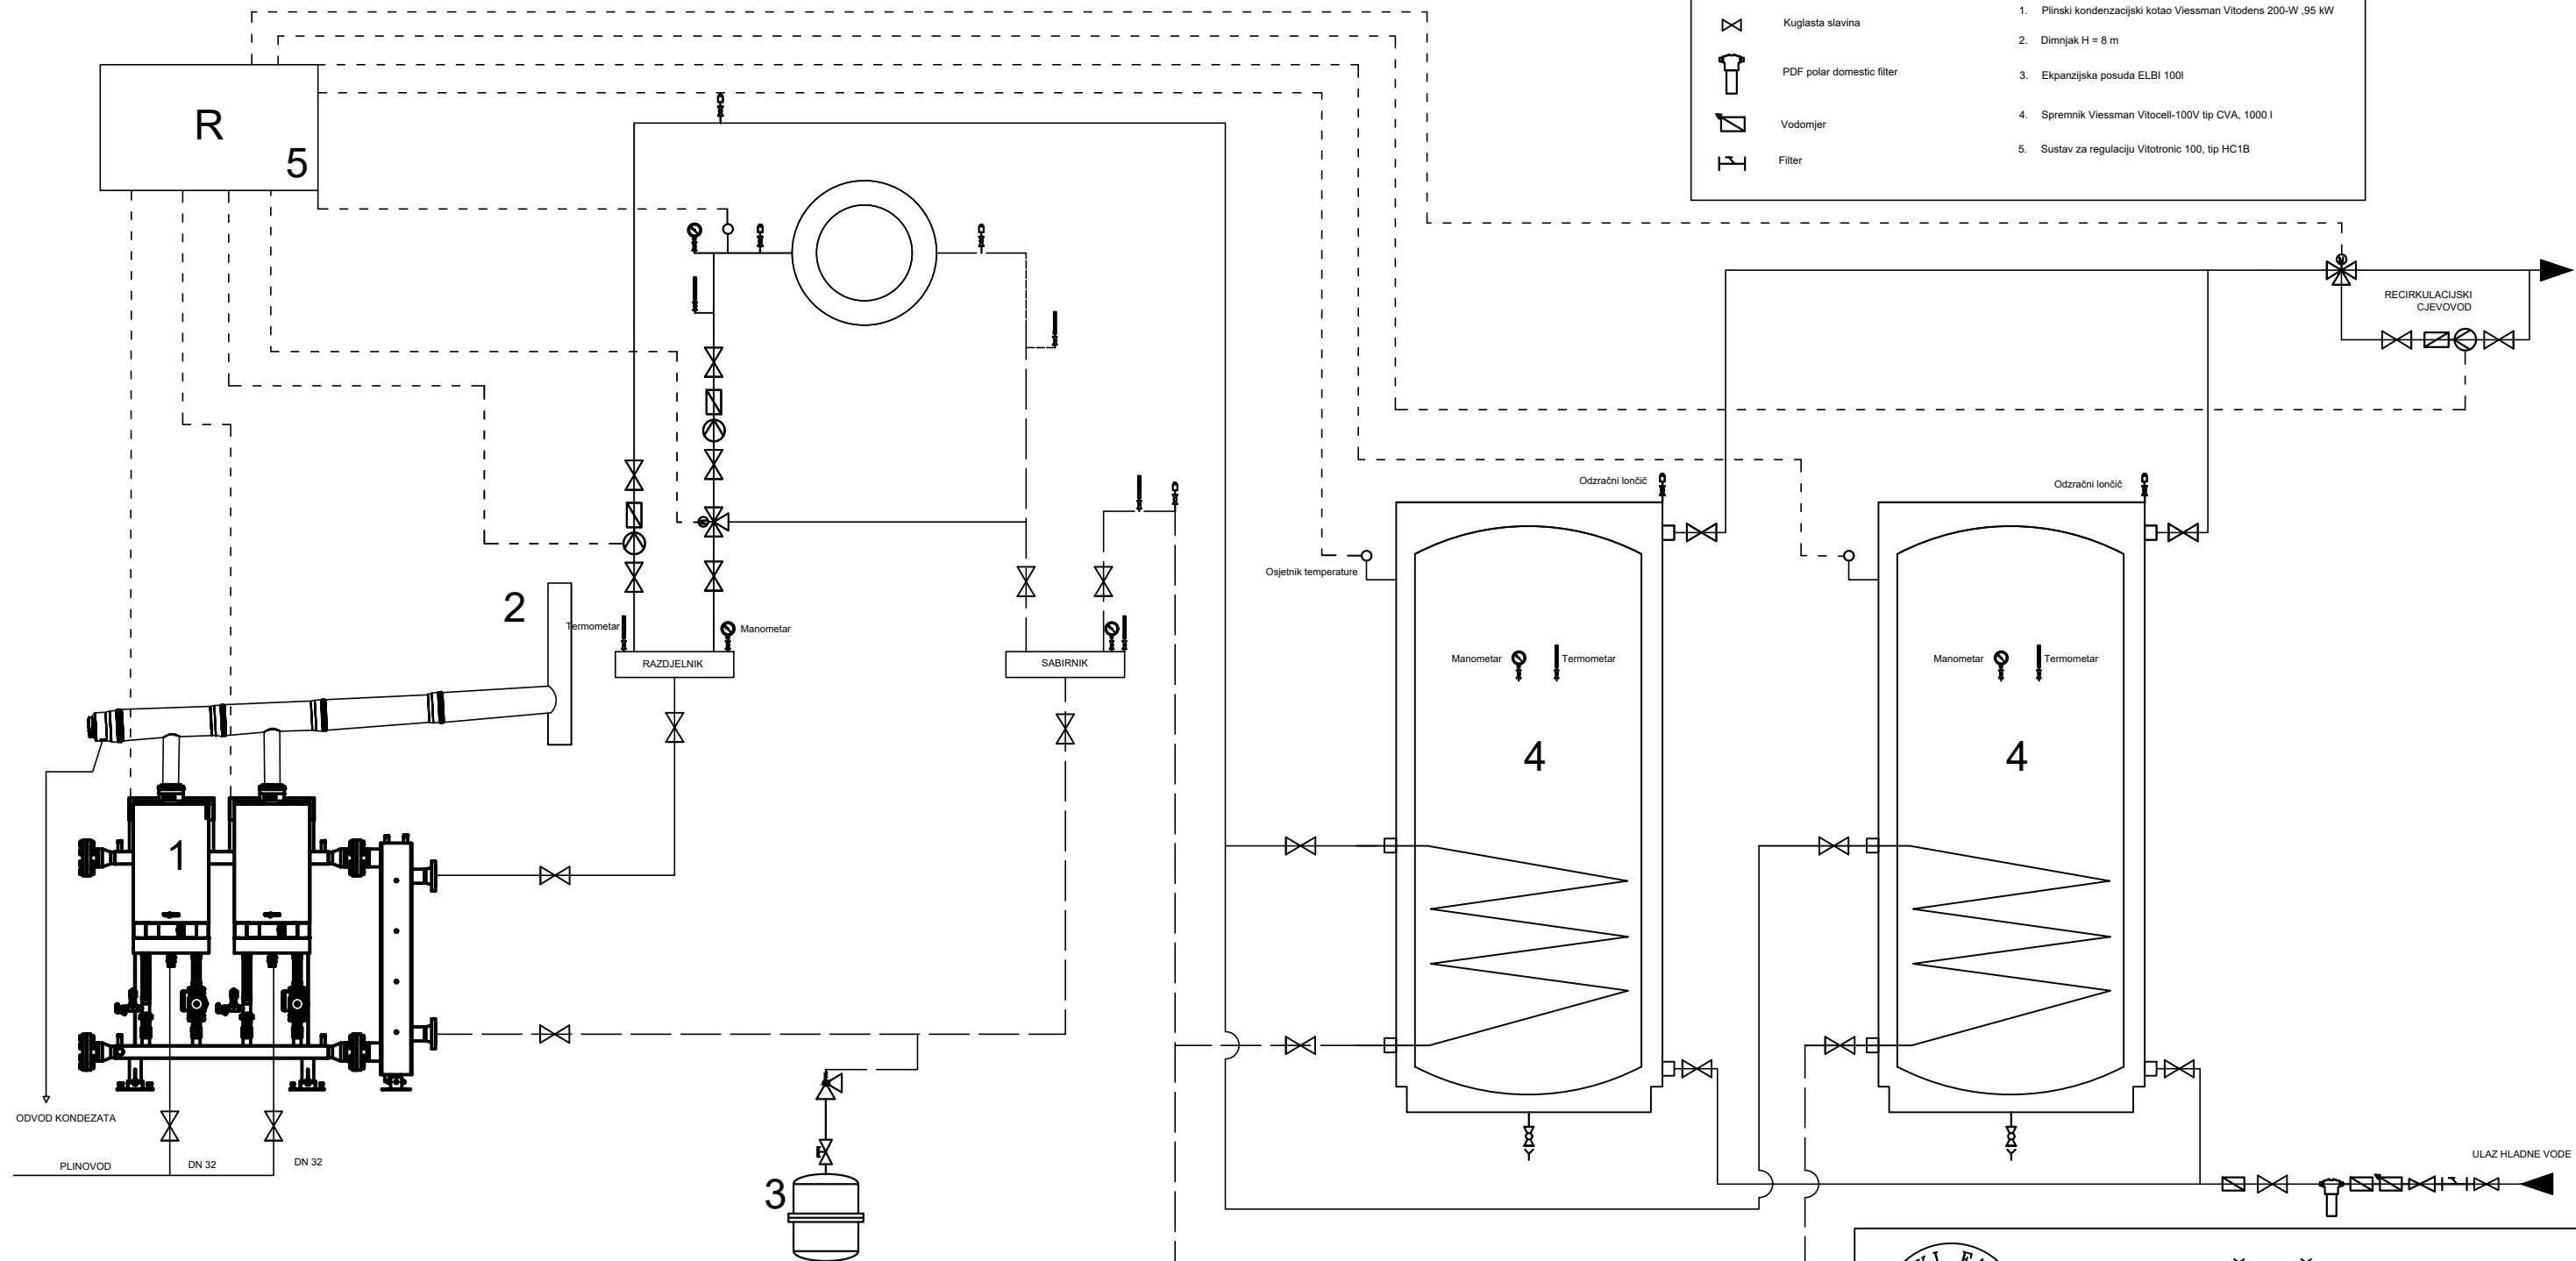 1. Plinski kondenzacijski kotao Viessman Vitodens 200-W ,95 kW
Kuglasta slavina
2. Dimnjak H = 8 m
PDF polar domestic filter
3. Ekpanzijska posuda ELBI 100l
4. Spremnik Viessman Vitocell-100V tip CVA, 1000 l
Vodomjer
5. Sustav za regulaciju Vitotronic 100, tip HC1B
Filter
R
5
RECIRKULACIJSKI
CJEVOVOD
Odzračni lončič
Odzračni lončič
Osjetnik temperature
2
Termometar
Manometar
RAZDJELNIK
SABIRNIK
Manometar
Termometar
Manometar
Termometar
4
4
1
ODVOD KONDEZATA
PLINOVOD
DN 32
DN 32
3
ULAZ HLADNE VODE